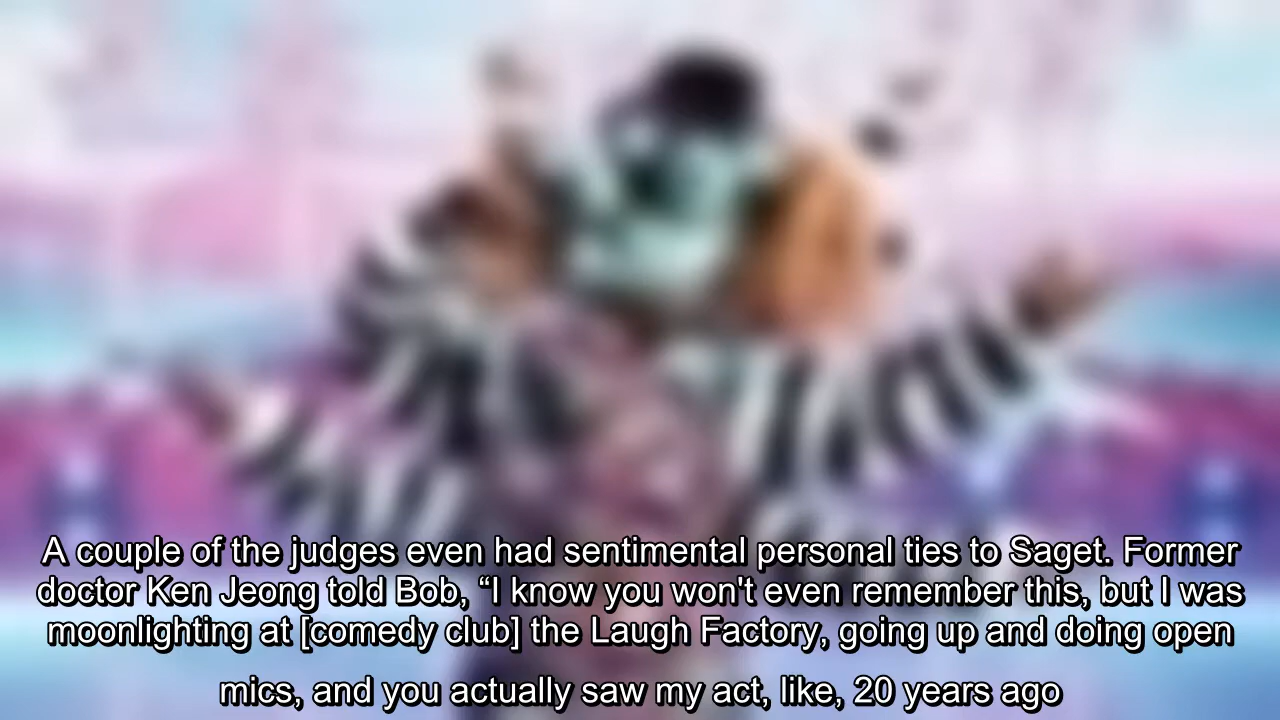 A couple of the judges even had sentimental personal ties to Saget. Former
doctor Ken Jeong told Bob, “I know you won't even remember this, but I was
moonlighting at [comedy club] the Laugh Factory, going up and doing open
mics, and you actually saw my act, like, 20 years ago